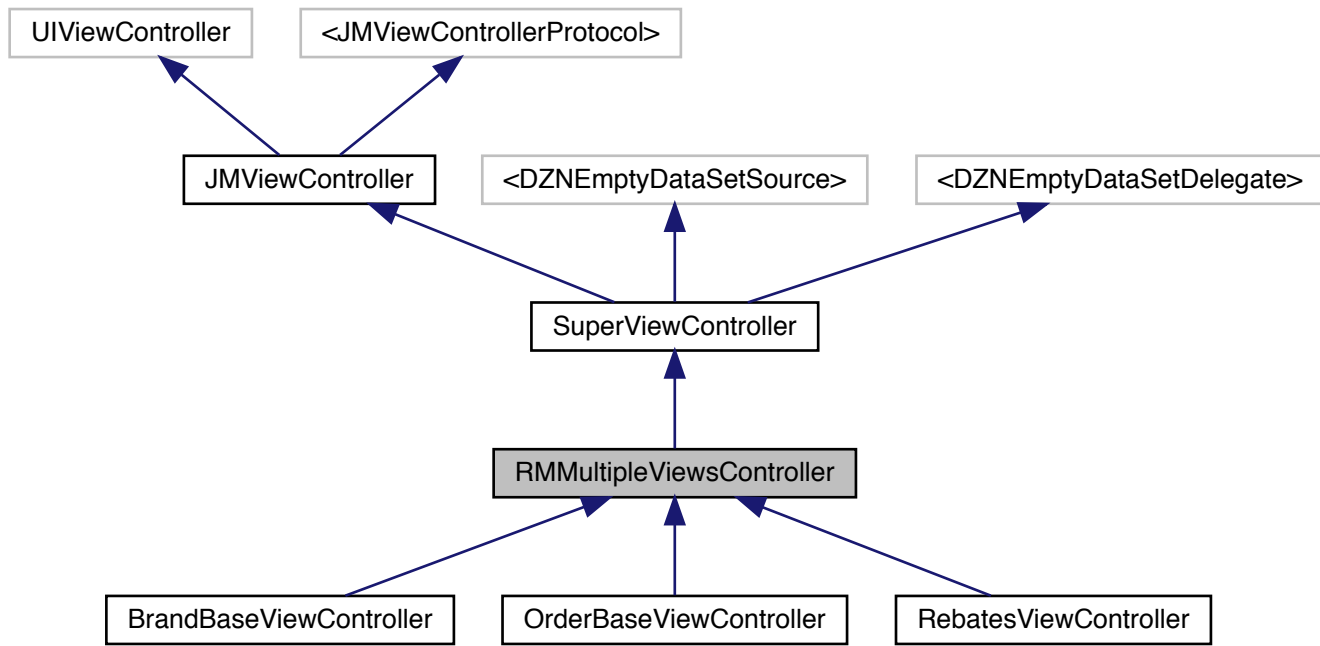 UIViewController
<JMViewControllerProtocol>
JMViewController
<DZNEmptyDataSetSource>
<DZNEmptyDataSetDelegate>
SuperViewController
RMMultipleViewsController
BrandBaseViewController
OrderBaseViewController
RebatesViewController